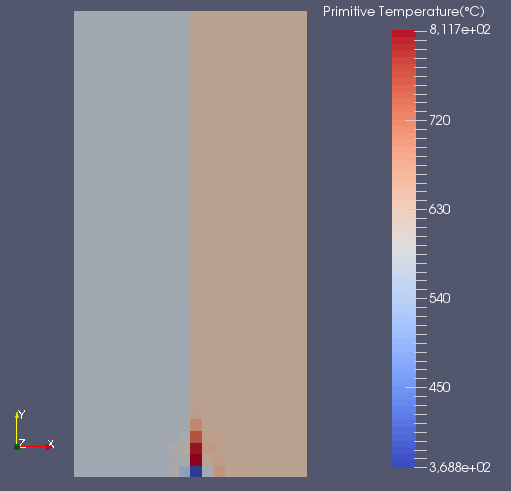 Primitive Temperature(°C)
8,117e+02
720
630
540
450
3,688e+02
Y
Z
X